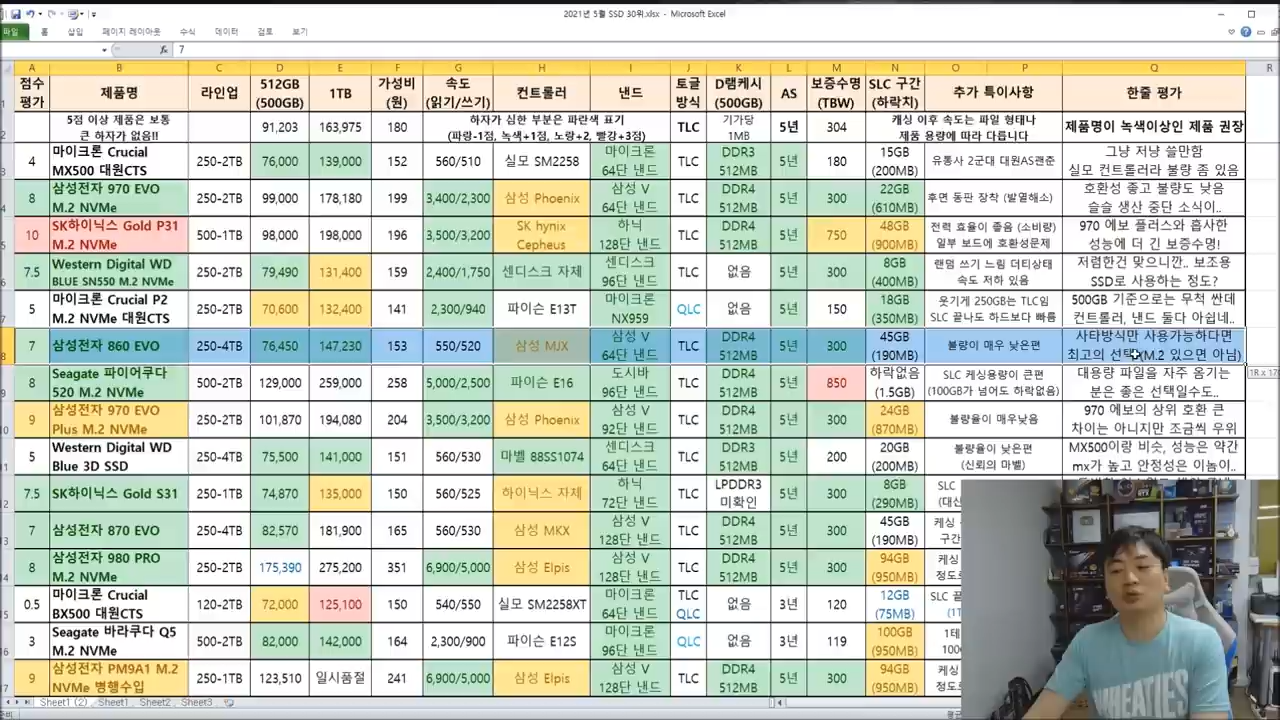 2021년 5월 SSD 30위.xlsx - Microsoft Excel
파일 홈 삽입 페이지 레이아웃 수식 데이터 검토 보기
fx 7
A B C D E F G H I J K L M N O P Q R
점수 평가 제품명 라인업 512GB (500GB) 1TB 가성비 (원) 속도 (읽기/쓰기) 컨트롤러 낸드 토글 방식 D램케시 (500GB) AS 보증수명 (TBW) SLC 구간 (하락치) 추가 특이사항 한줄 평가
5점 이상 제품은 보통 큰 하자가 없음!! 91,203 163,975 180 하자가 심한 부분은 파란색 표기 (파랑-1점, 녹색+1점, 노랑+2, 빨강+3점) TLC 기가당 1MB 5년 304 캐싱 이후 속도는 파일 형태나 제품 용량에 따라 다릅니다 제품명이 녹색이상인 제품 권장
4 마이크론 Crucial MX500 대원CTS 250-2TB 76,000 139,000 152 560/510 실모 SM2258 마이크론 64단 낸드 TLC DDR3 512MB 5년 180 15GB (200MB) 유통사 2군데 대원AS괜준 그냥 저냥 쓸만함 실모 컨트롤러라 불량 좀 있음
8 삼성전자 970 EVO M.2 NVMe 250-2TB 99,000 178,180 199 3,400/2,300 삼성 Phoenix 삼성 V 64단 낸드 TLC DDR4 512MB 5년 300 22GB (610MB) 후면 동판 장착 (발열해소) 호환성 좋고 불량도 낮음 슬슬 생산 중단 소식이..
10 SK하이닉스 Gold P31 M.2 NVMe 500-1TB 98,000 198,000 196 3,500/3,200 SK hynix Cepheus 하닉 128단 낸드 TLC DDR4 512MB 5년 750 48GB (900MB) 전력 효율이 좋음 (소비량) 일부 보드에 호환성문제 970 에보 플러스와 흡사한 성능에 더 긴 보증수명!
7.5 Western Digital WD BLUE SN550 M.2 NVMe 250-2TB 79,490 131,400 159 2,400/1,750 센디스크 자체 센디스크 96단 낸드 TLC 없음 5년 300 8GB (400MB) 랜덤 쓰기 느림 더티상태 속도 저하 있음 저렴한건 맞으니깐.. 보조용 SSD로 사용하는 정도?
5 마이크론 Crucial P2 M.2 NVMe 대원CTS 250-2TB 70,600 132,400 141 2,300/940 파이슨 E13T 마이크론 NX959 QLC 없음 5년 150 18GB (350MB) 웃기게 250GB는 TLC임 SLC 끝나도 하드보다 빠름 500GB 기준으로는 무척 싼데 컨트롤러, 낸드 둘다 아쉽네..
7 삼성전자 860 EVO 250-4TB 76,450 147,230 153 550/520 삼성 MJX 삼성 V 64단 낸드 TLC DDR4 512MB 5년 300 45GB (190MB) 불량이 매우 낮은편 사타방식만 사용가능하다면 최고의 선택 (M.2 있으면 아님)
8 Seagate 파이어쿠다 520 M.2 NVMe 500-2TB 129,000 259,000 258 5,000/2,500 파이슨 E16 도시바 96단 낸드 TLC DDR4 512MB 5년 850 하락없음 (1.5GB) SLC 케싱용량이 큰편 (100GB가 넘어도 하락없음) 대용량 파일을 자주 옮기는 분은 좋은 선택일수도..
9 삼성전자 970 EVO Plus M.2 NVMe 250-2TB 101,870 194,080 204 3,500/3,200 삼성 Phoenix 삼성 V 92단 낸드 TLC DDR4 512MB 5년 300 24GB (870MB) 불량율이 매우낮음 970 에보의 상위 호환 큰 차이는 아니지만 조금씩 우위
5 Western Digital WD Blue 3D SSD 250-4TB 75,500 141,000 151 560/530 마벨 88SS1074 센디스크 64단 낸드 TLC DDR3 512MB 5년 200 20GB (200MB) 불량율이 낮은편 (신뢰의 마벨) MX500이랑 비슷, 성능은 약간 mx가 높고 안정성은 이놈이..
7.5 SK하이닉스 Gold S31 250-1TB 74,870 135,000 150 560/525 하이닉스 자체 하닉 72단 낸드 TLC LPDDR3 미확인 5년 300 8GB (290MB) SLC (대신
7 삼성전자 870 EVO 250-4TB 82,570 181,900 165 560/530 삼성 MKX 삼성 V 128단 낸드 TLC DDR4 512MB 5년 300 45GB (190MB) 케싱 구간
8 삼성전자 980 PRO M.2 NVMe 250-2TB 175,390 275,200 351 6,900/5,000 삼성 Elpis 삼성 V 128단 낸드 TLC DDR4 512MB 5년 300 94GB (950MB) 케싱 정도
0.5 마이크론 Crucial BX500 대원CTS 120-2TB 72,000 125,100 150 540/550 실모 SM2258XT 마이크론 64단 낸드 TLC QLC 없음 3년 120 12GB (75MB) SLC 끝
3 Seagate 바라쿠다 Q5 M.2 NVMe 500-2TB 82,000 142,000 164 2,300/900 파이슨 E12S 마이크론 96단 낸드 QLC 없음 3년 119 100GB (950MB) 1테
9 삼성전자 PM9A1 M.2 NVMe 병행수입 250-1TB 123,510 일시품절 241 6,900/5,000 삼성 Elpis 삼성 V 128단 낸드 TLC DDR4 512MB 5년 300 94GB (950MB) 케싱 정도
Sheet1 (2) Sheet1 Sheet2 Sheet3
WHEATIES